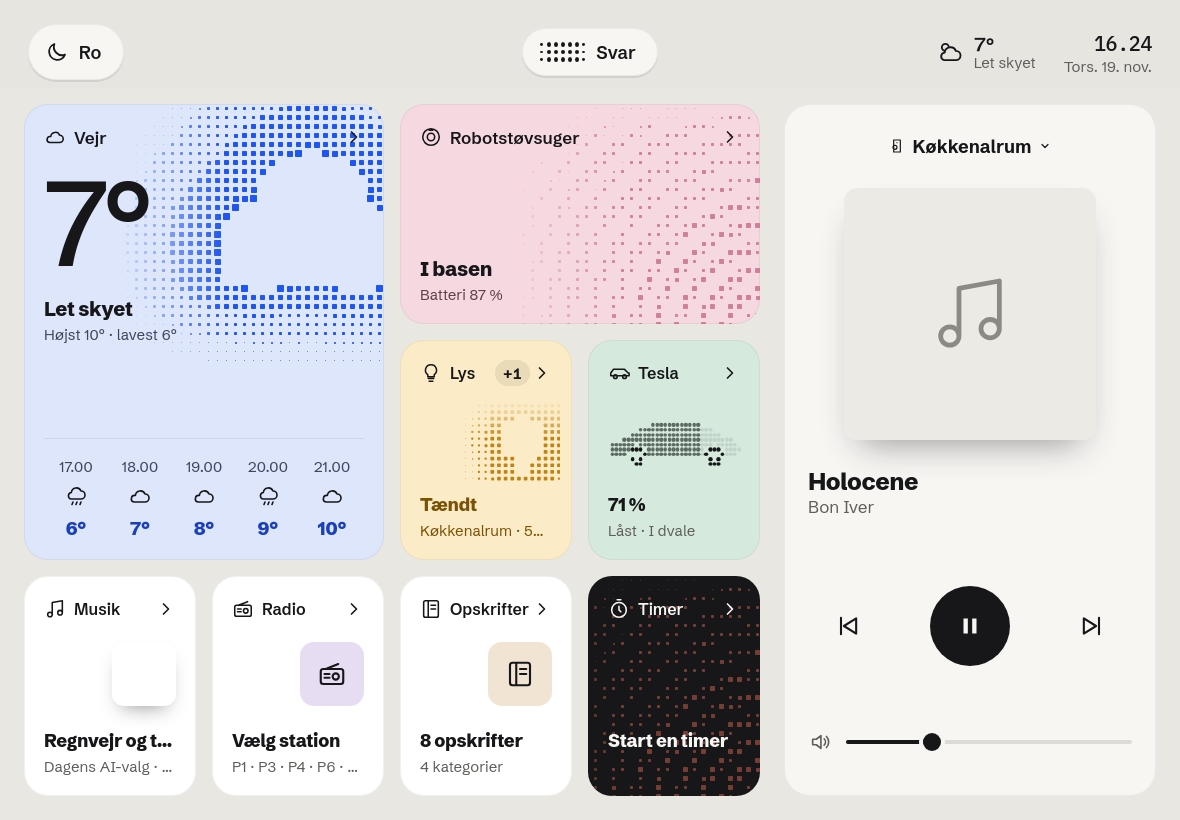 Ro
Svar
7°
Let skyet
16.24
Tors. 19. nov.
Vejr
7°
Let skyet
Højst 10° · lavest 6°
17.00 18.00 19.00 20.00 21.00
6° 7° 8° 9° 10°
Robotstøvsuger
I basen
Batteri 87 %
Lys +1
Tændt
Køkkenalrum · 5...
Tesla
71 %
Låst · I dvale
Musik
Regnvejr og t...
Dagens AI-valg · ...
Radio
Vælg station
P1 · P3 · P4 · P6 · ...
Opskrifter
8 opskrifter
4 kategorier
Timer
Start en timer
Køkkenalrum
Holocene
Bon Iver